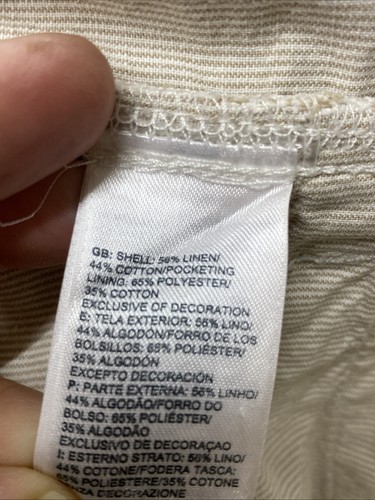 GB: SHELL: 56% LINEN/
44% COTTON/POCKETING
LINING: 65% POLYESTER/
35% COTTON
EXCLUSIVE OF DECORATION
E: TELA EXTERIOR: 56% LINO/
44% ALGODÓN/FORRO DE LOS
BOLSILLOS: 65% POLIÉSTER/
35% ALGODÓN
EXCEPTO DECORACIÓN
P: PARTE EXTERNA: 56% LINHO/
44% ALGODÃO/FORRO DO
BOLSO: 65% POLIÉSTER/
35% ALGODÃO
EXCLUSIVO DE DECORAÇAO
I: ESTERNO STRATO: 56% LINO/
44% COTONE/FODERA TASCA:
65% POLIESTERE/35% COTONE
DECORAZIONE